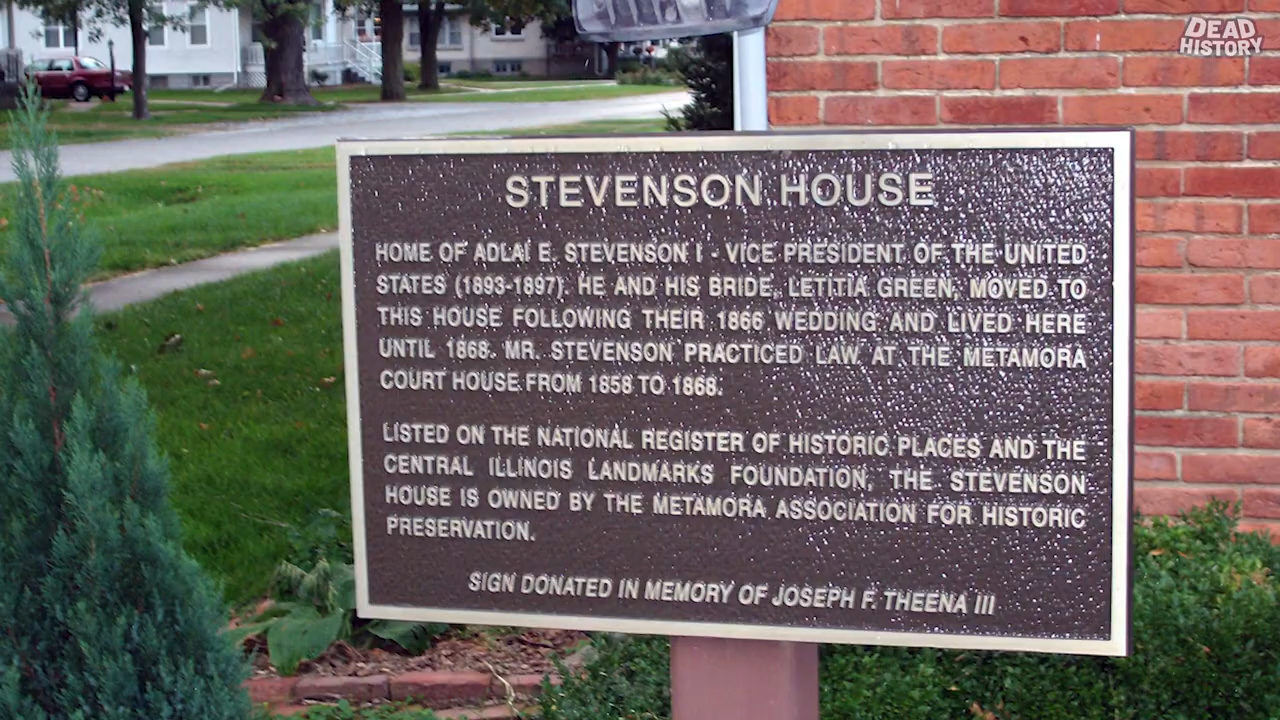 DEAD
HISTORY
STEVENSON HOUSE
HOME OF ADLAI E. STEVENSON I - VICE PRESIDENT OF THE UNITED
STATES (1893-1897). HE AND HIS BRIDE, LETITIA GREEN, MOVED TO
THIS HOUSE FOLLOWING THEIR 1866 WEDDING AND LIVED HERE
UNTIL 1868. MR. STEVENSON PRACTICED LAW AT THE METAMORA
COURT HOUSE FROM 1858 TO 1868.
LISTED ON THE NATIONAL REGISTER OF HISTORIC PLACES AND THE
CENTRAL ILLINOIS LANDMARKS FOUNDATION, THE STEVENSON
HOUSE IS OWNED BY THE METAMORA ASSOCIATION FOR HISTORIC
PRESERVATION.
SIGN DONATED IN MEMORY OF JOSEPH F. THEENA III